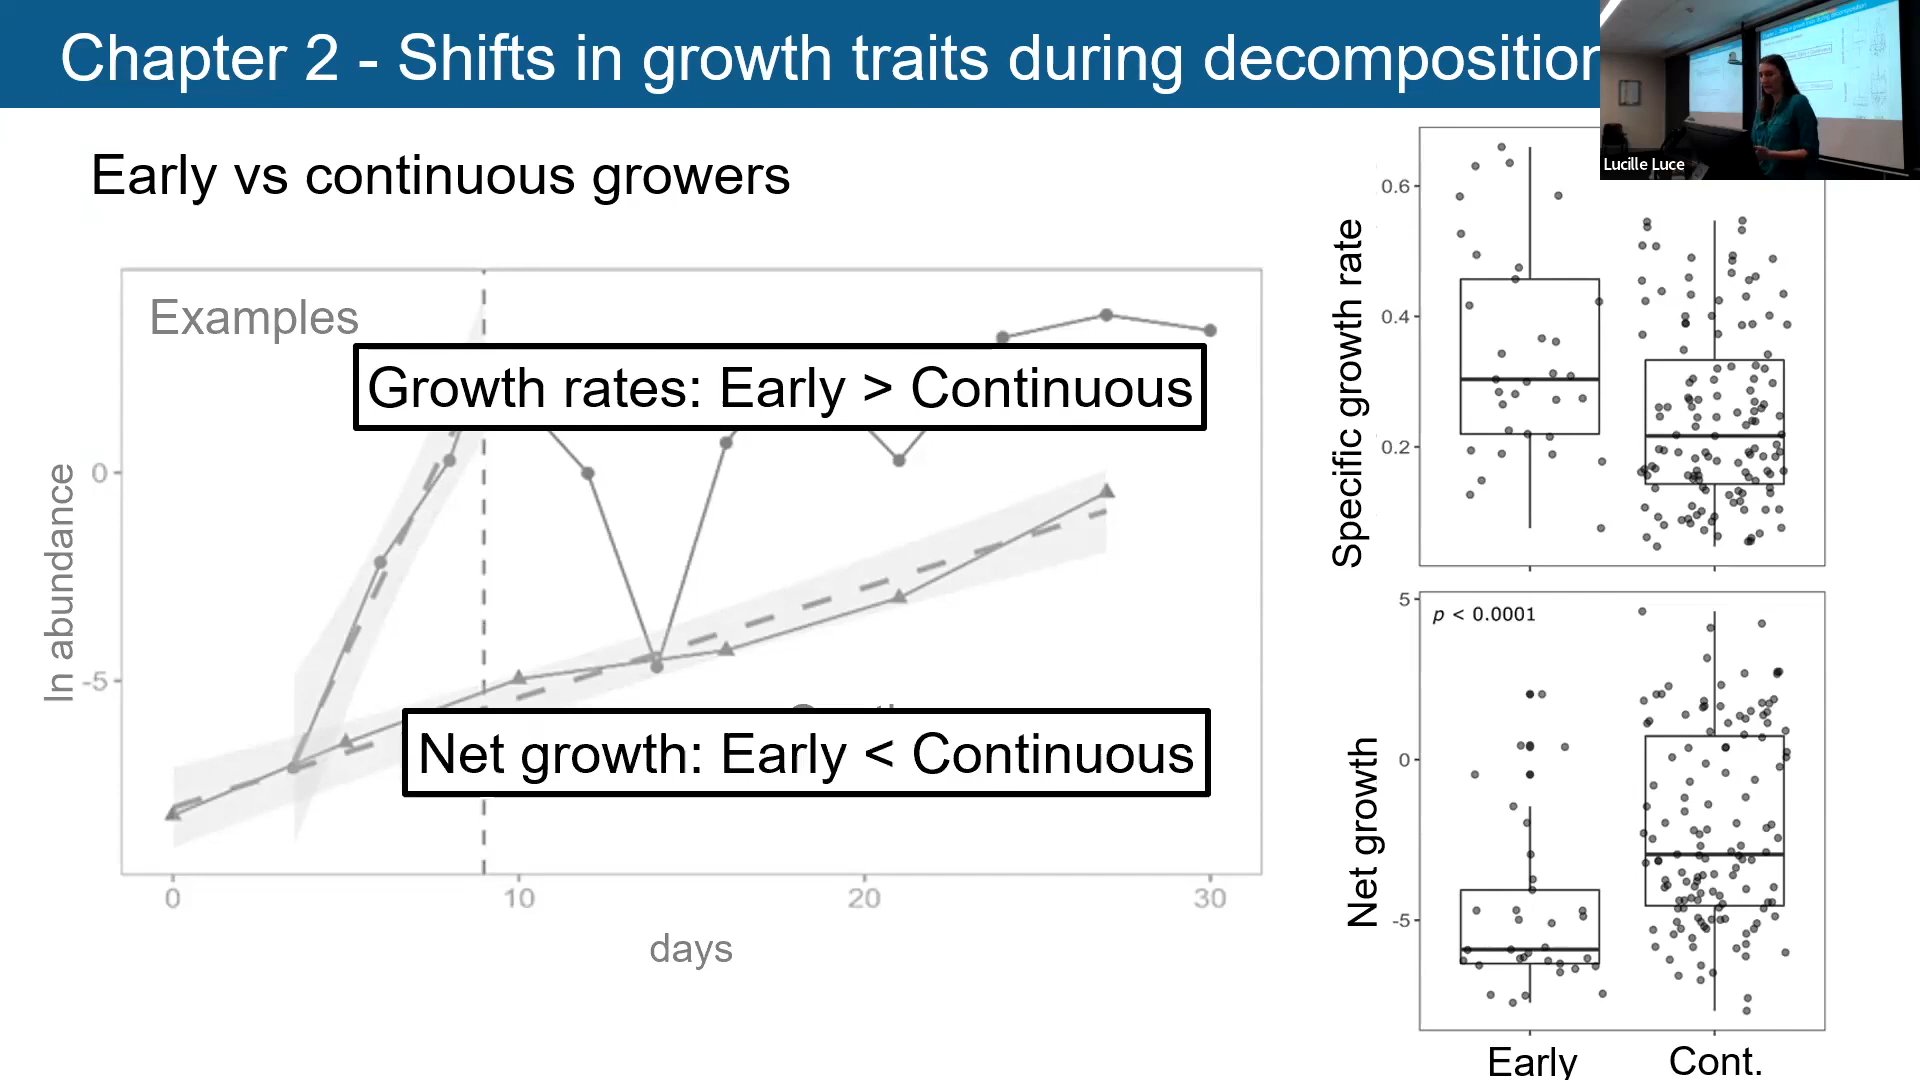 Chapter 2 - Shifts in growth traits during decomposition
Lucille Luce
Early vs continuous growers
Examples
Growth rates: Early > Continuous
Net growth: Early < Continuous
ln abundance
0
-5
0
10
20
30
days
Specific growth rate
0.6
0.4
0.2
p < 0.0001
Net growth
5
0
-5
Early
Cont.